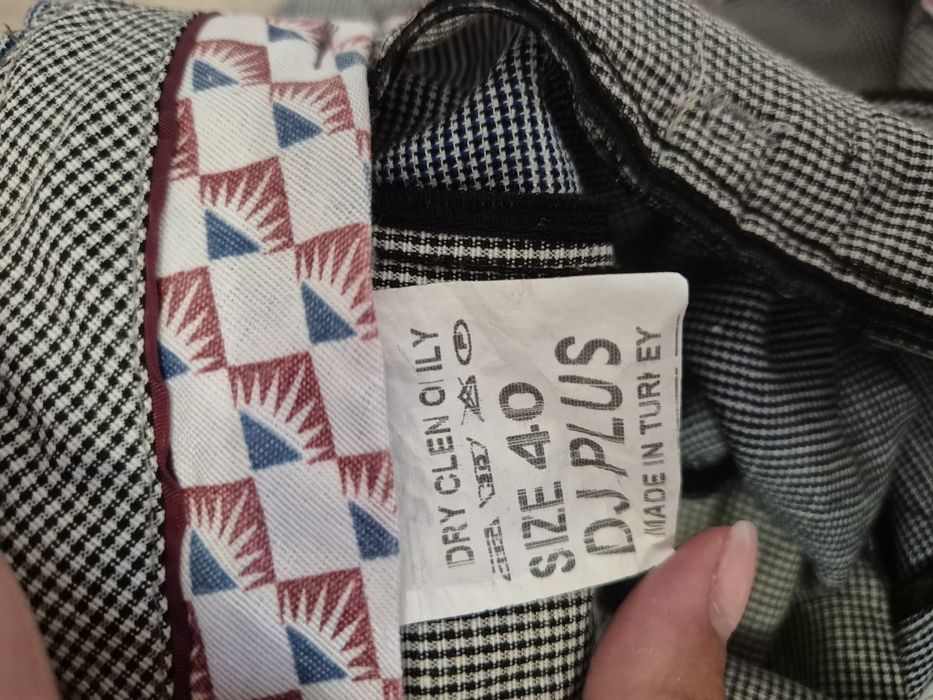 DRY CLEN ONLY
SIZE 40
DJ PLUS
MADE IN TURKEY